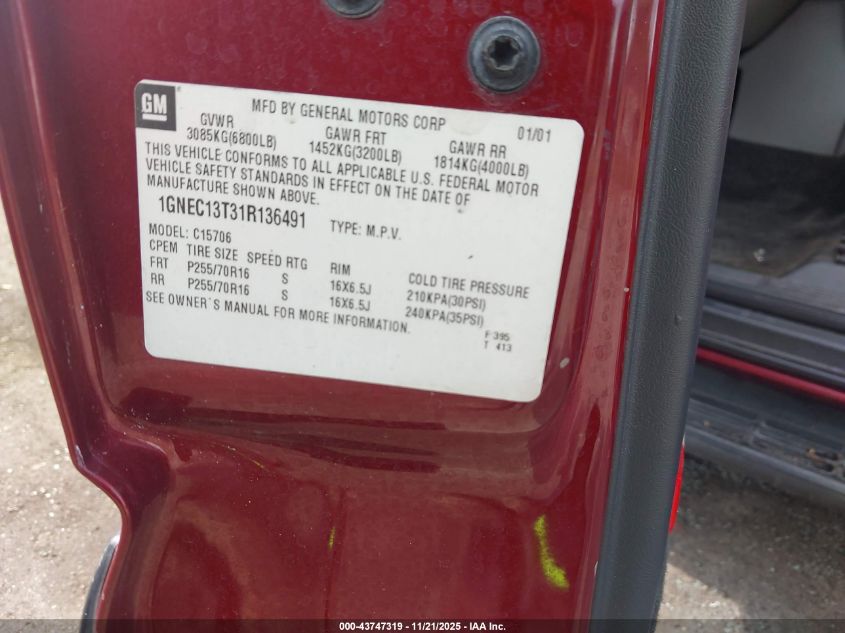 GM
MFD BY GENERAL MOTORS CORP 01/01
GVWR GAWR FRT GAWR RR
3085KG(6800LB) 1452KG(3200LB) 1814KG(4000LB)
THIS VEHICLE CONFORMS TO ALL APPLICABLE U.S. FEDERAL MOTOR
VEHICLE SAFETY STANDARDS IN EFFECT ON THE DATE OF
MANUFACTURE SHOWN ABOVE.
1GNEC13T31R136491 TYPE: M.P.V.
MODEL: C15706
CPEM TIRE SIZE SPEED RTG RIM COLD TIRE PRESSURE
FRT P255/70R16 S 16X6.5J 210KPA(30PSI)
RR P255/70R16 S 16X6.5J 240KPA(35PSI)
SEE OWNER'S MANUAL FOR MORE INFORMATION.
F 395
T 413
000-43747319 - 11/21/2025 - IAA Inc.